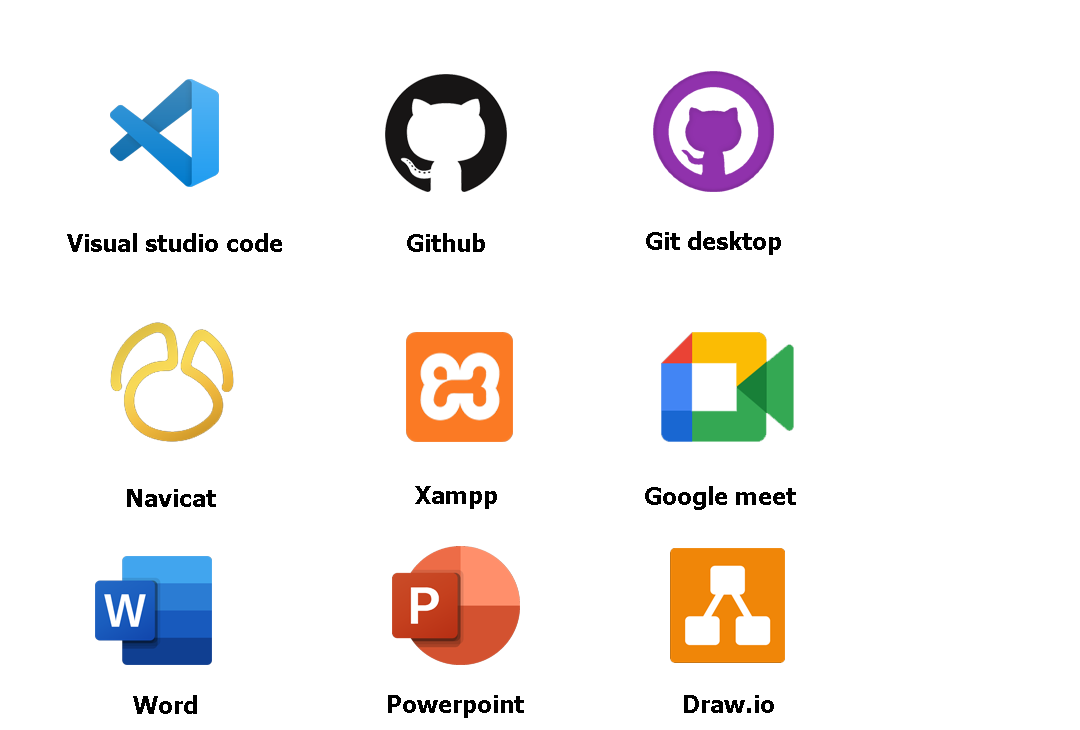 Visual studio code
Github
Git desktop
Navicat
Xampp
Google meet
W
P
Word
Powerpoint
Draw.io